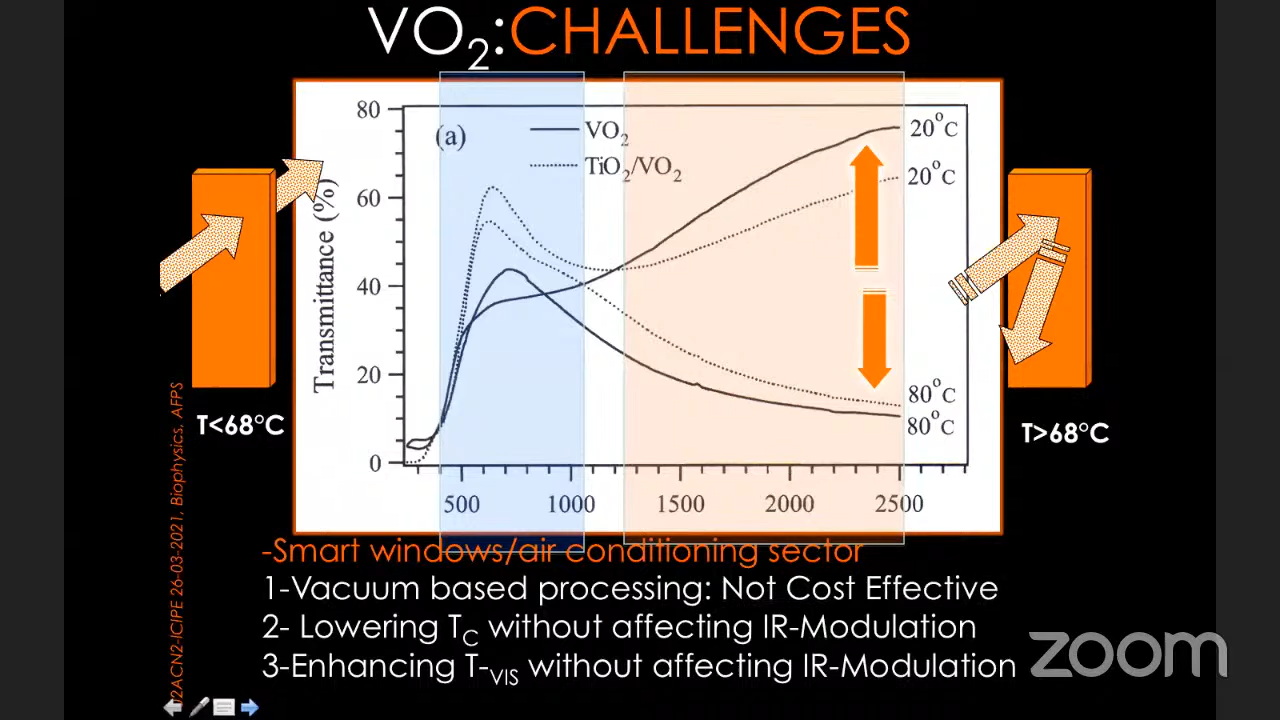 VO₂:CHALLENGES
80
60
40
20
0
Transmittance (%)
(a)
VO₂
TiO₂/VO₂
20°C
20°C
80°C
80°C
500 1000 1500 2000 2500
T<68°C
T>68°C
-Smart windows/air conditioning sector
1-Vacuum based processing: Not Cost Effective
2- Lowering T_C without affecting IR-Modulation
3-Enhancing T-_VIS without affecting IR-Modulation
2ACN2-ICIPE 26-03-2021, Biophysics, AFPS
zoom